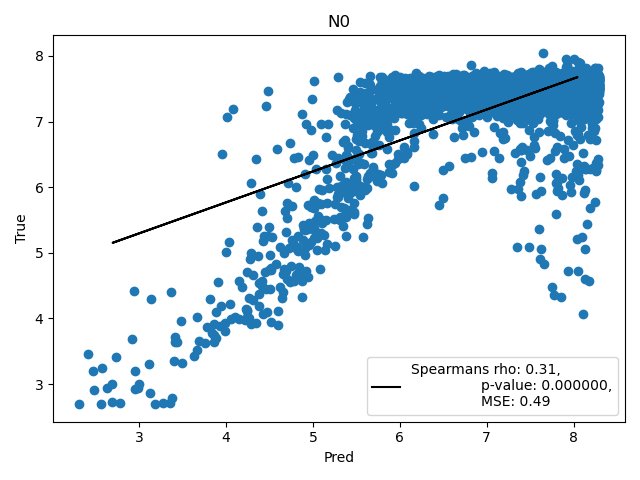 N0
True
8
7
6
5
4
3
3 4 5 6 7 8
Pred
Spearmans rho: 0.31,
p-value: 0.000000,
MSE: 0.49